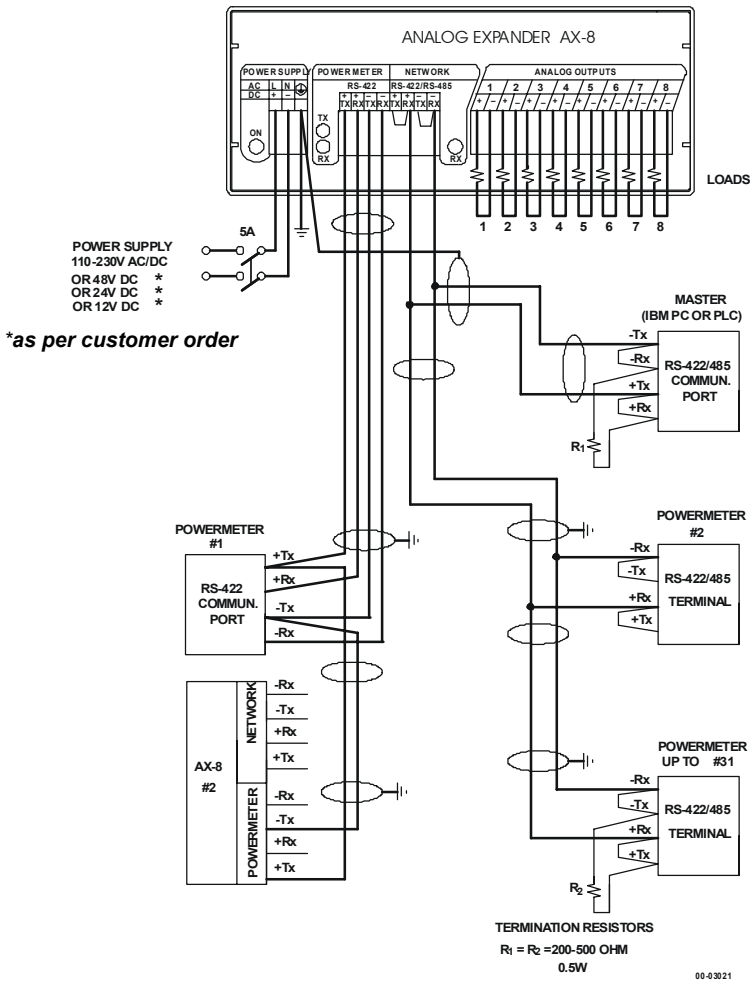 ANALOG EXPANDER AX-8
POWER SUPPLY
AC L N
DC + –
ON
POWER METER
RS-422
+ + – –
TX RX TX RX
TX
RX
NETWORK
RS-422/RS-485
+ + – –
TX RX TX RX
RX
ANALOG OUTPUTS
1 2 3 4 5 6 7 8
+ – + – + – + – + – + – + – + –
LOADS
1 2 3 4 5 6 7 8
5A
POWER SUPPLY
110-230V AC/DC
OR 48V DC *
OR 24V DC *
OR 12V DC *
*as per customer order
MASTER
(IBM PC OR PLC)
-Tx
-Rx
+Tx
+Rx
RS-422/485
COMMUN.
PORT
R1
POWERMETER
#1
RS-422
COMMUN.
PORT
+Tx
+Rx
-Tx
-Rx
POWERMETER
#2
-Rx
-Tx
+Rx
+Tx
RS-422/485
TERMINAL
AX-8
#2
NETWORK
-Rx
-Tx
+Rx
+Tx
POWERMETER
-Rx
-Tx
+Rx
+Tx
POWERMETER
UP TO #31
-Rx
-Tx
+Rx
+Tx
RS-422/485
TERMINAL
R2
TERMINATION RESISTORS
R1 = R2 =200-500 OHM
0.5W
00-03021